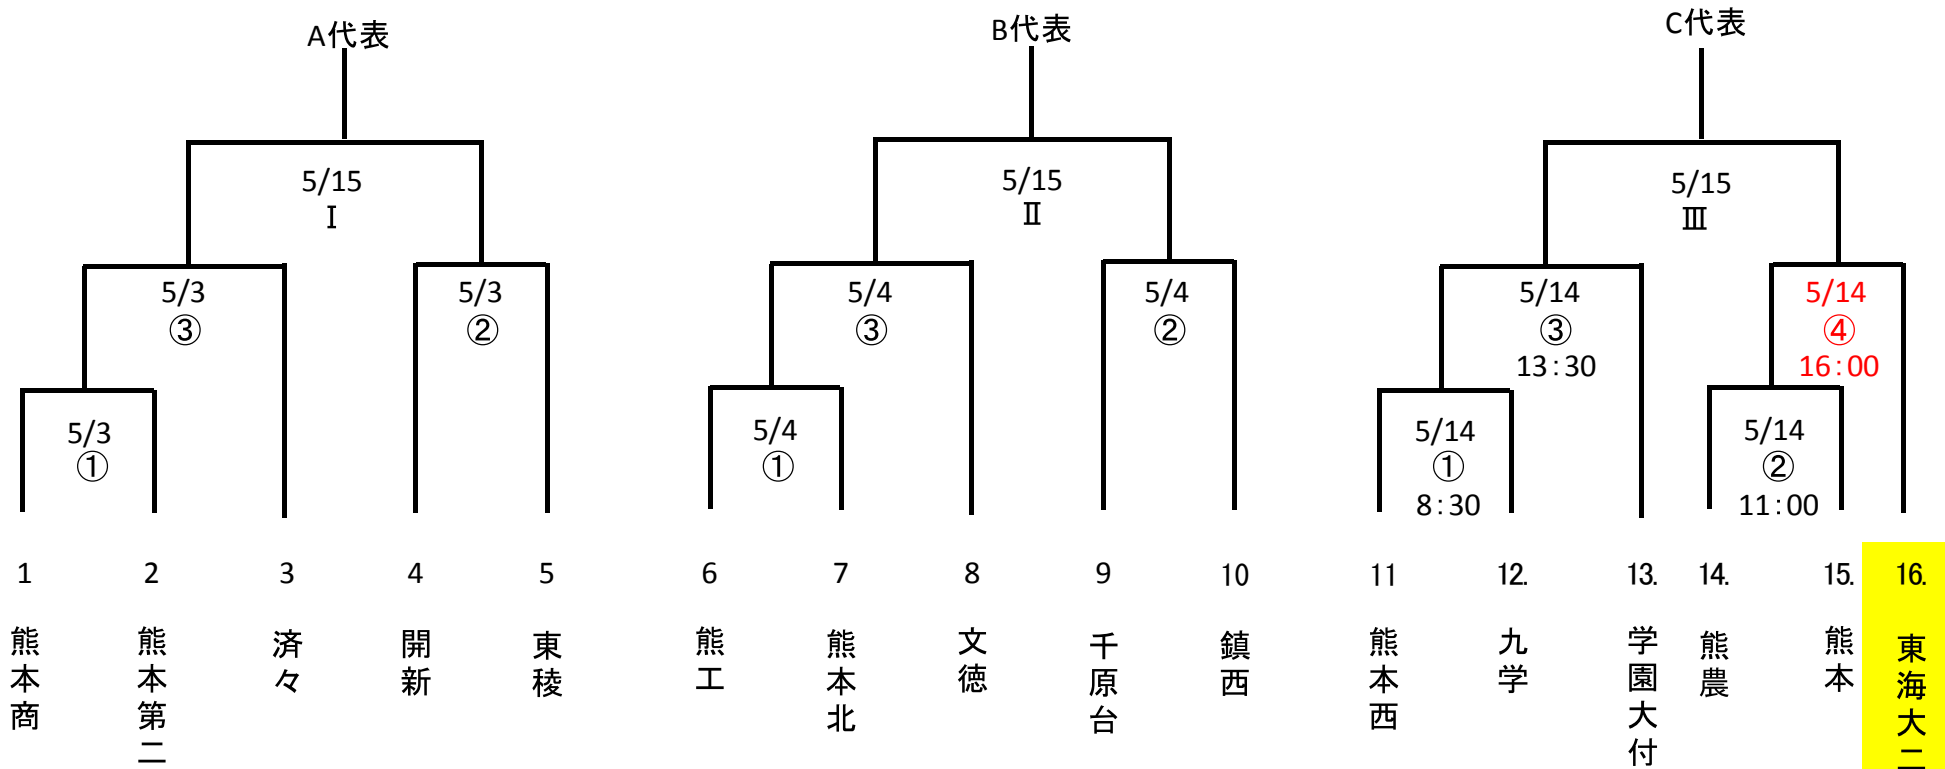 A代表
B代表
C代表
5/15
Ⅰ
5/15
Ⅱ
5/15
Ⅲ
5/3
③
5/3
②
5/4
③
5/4
②
5/14
③
13:30
5/14
④
16:00
5/3
①
5/4
①
5/14
①
8:30
5/14
②
11:00
1
2
3
4
5
6
7
8
9
10
11
12.
13.
14.
15.
16.
熊本商
熊本第二
済々
開新
東稜
熊工
熊本北
文徳
千原台
鎮西
熊本西
九学
学園大付
熊農
熊本
東海大二